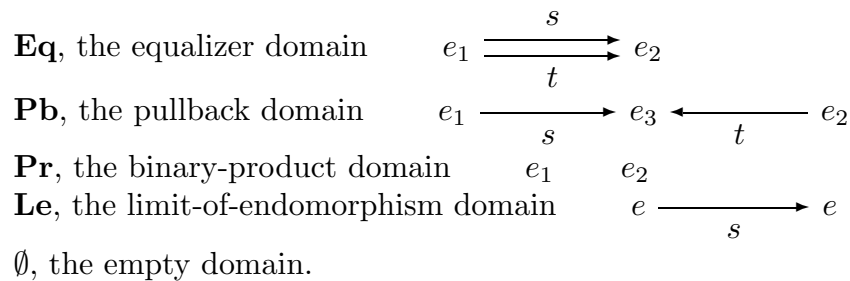 s
Eq, the equalizer domain e₁ e₂
t
Pb, the pullback domain e₁ e₃ e₂
s t
Pr, the binary-product domain e₁ e₂
Le, the limit-of-endomorphism domain e e
s
∅, the empty domain.